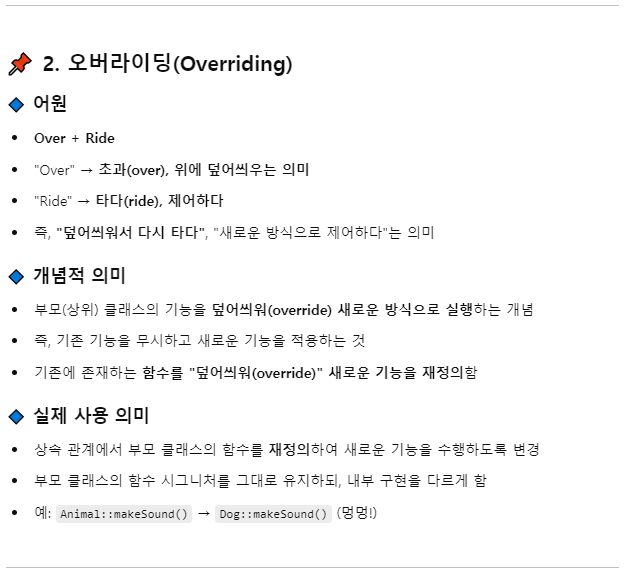 2. 오버라이딩(Overriding)
어원
Over + Ride
"Over" → 초과(over), 위에 덮어씌우는 의미
"Ride" → 타다(ride), 제어하다
즉, "덮어씌워서 다시 타다", "새로운 방식으로 제어하다"는 의미
개념적 의미
부모(상위) 클래스의 기능을 덮어씌워(override) 새로운 방식으로 실행하는 개념
즉, 기존 기능을 무시하고 새로운 기능을 적용하는 것
기존에 존재하는 함수를 "덮어씌워(override)" 새로운 기능을 재정의함
실제 사용 의미
상속 관계에서 부모 클래스의 함수를 재정의하여 새로운 기능을 수행하도록 변경
부모 클래스의 함수 시그니처를 그대로 유지하되, 내부 구현을 다르게 함
예: Animal::makeSound() → Dog::makeSound() (멍멍!)